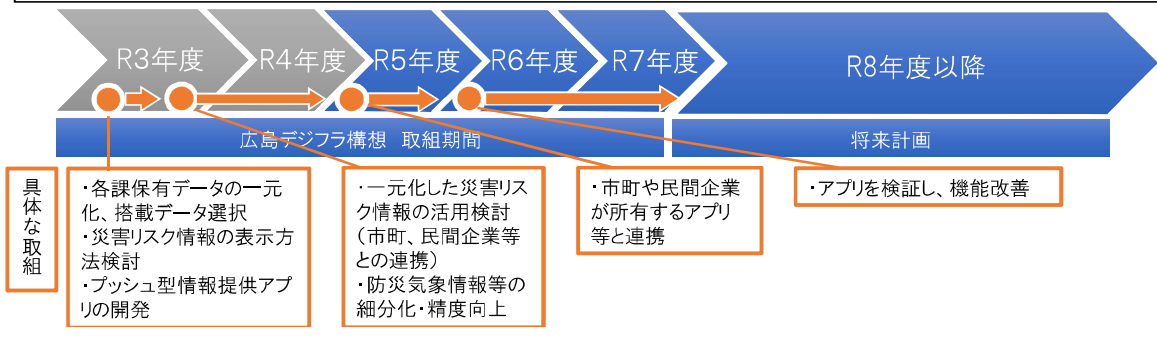 R3年度
R4年度
R5年度
R6年度
R7年度
R8年度以降
広島デジフラ構想 取組期間
将来計画
具体な取組
・各課保有データの一元
化、搭載データ選択
・災害リスク情報の表示方
法検討
・プッシュ型情報提供アプ
リの開発
・一元化した災害リス
ク情報の活用検討
(市町、民間企業等
との連携)
・防災気象情報等の
細分化・精度向上
・市町や民間企業
が所有するアプリ
等と連携
・アプリを検証し、機能改善